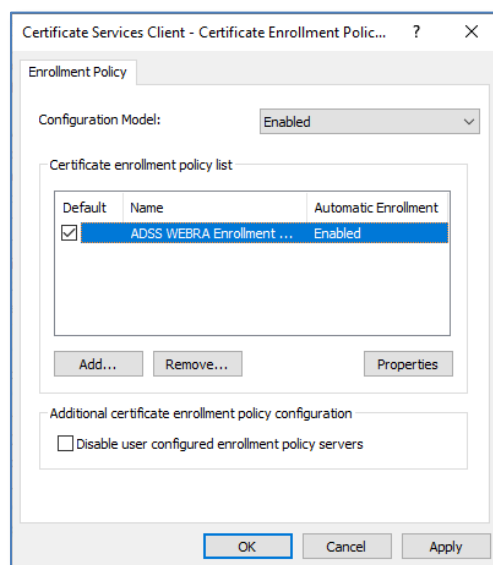 Certificate Services Client - Certificate Enrollment Polic... ? ×
Enrollment Policy
Configuration Model: Enabled
Certificate enrollment policy list
Default Name Automatic Enrollment
ADSS WEBRA Enrollment ... Enabled
Add... Remove... Properties
Additional certificate enrollment policy configuration
Disable user configured enrollment policy servers
OK Cancel Apply